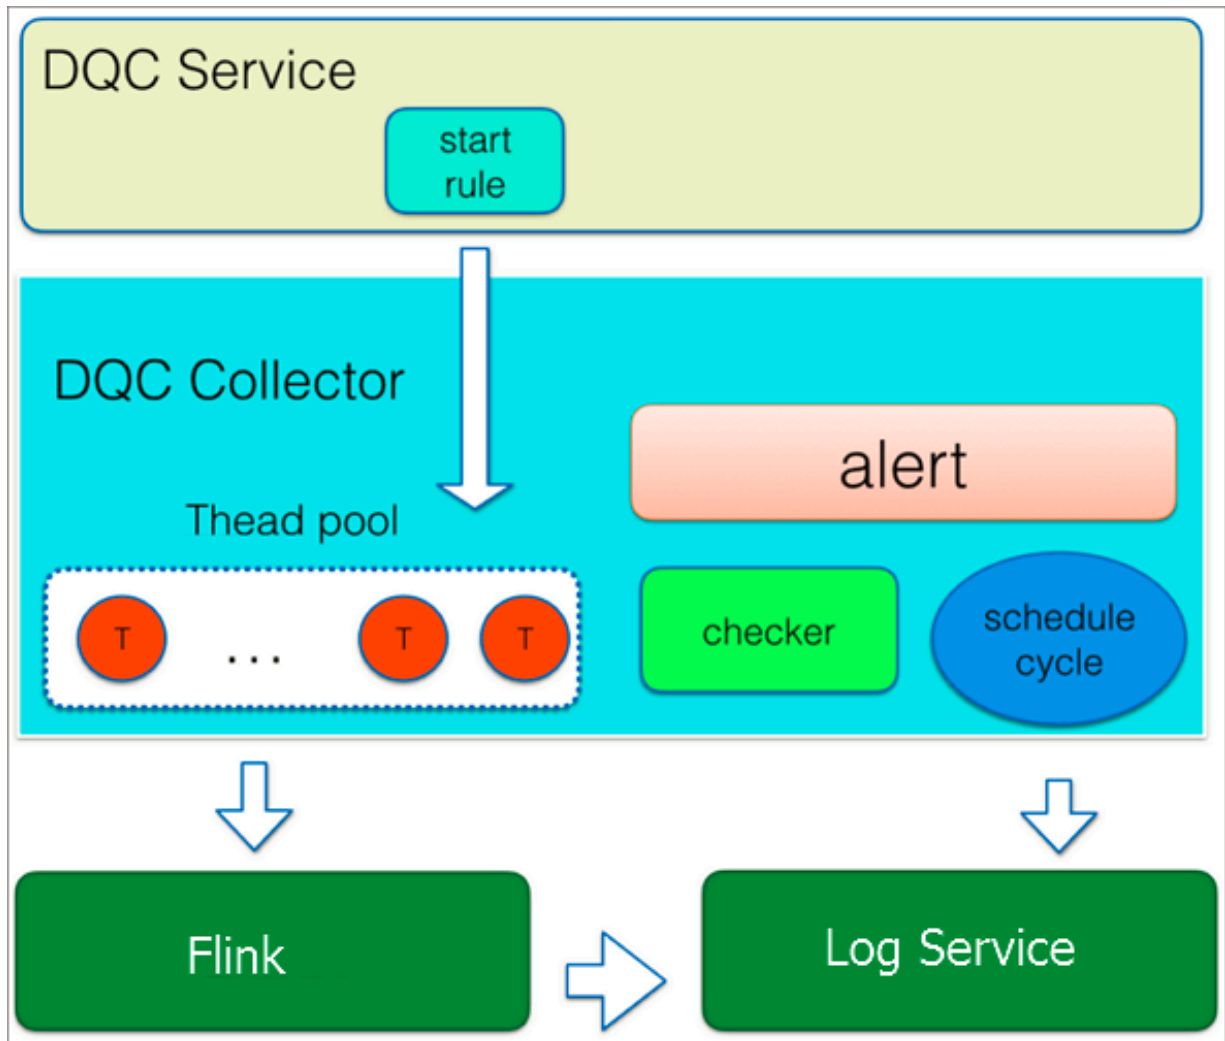 DQC Service
start
rule
DQC Collector
alert
Thead pool
T
...
T
T
checker
schedule
cycle
Flink
Log Service